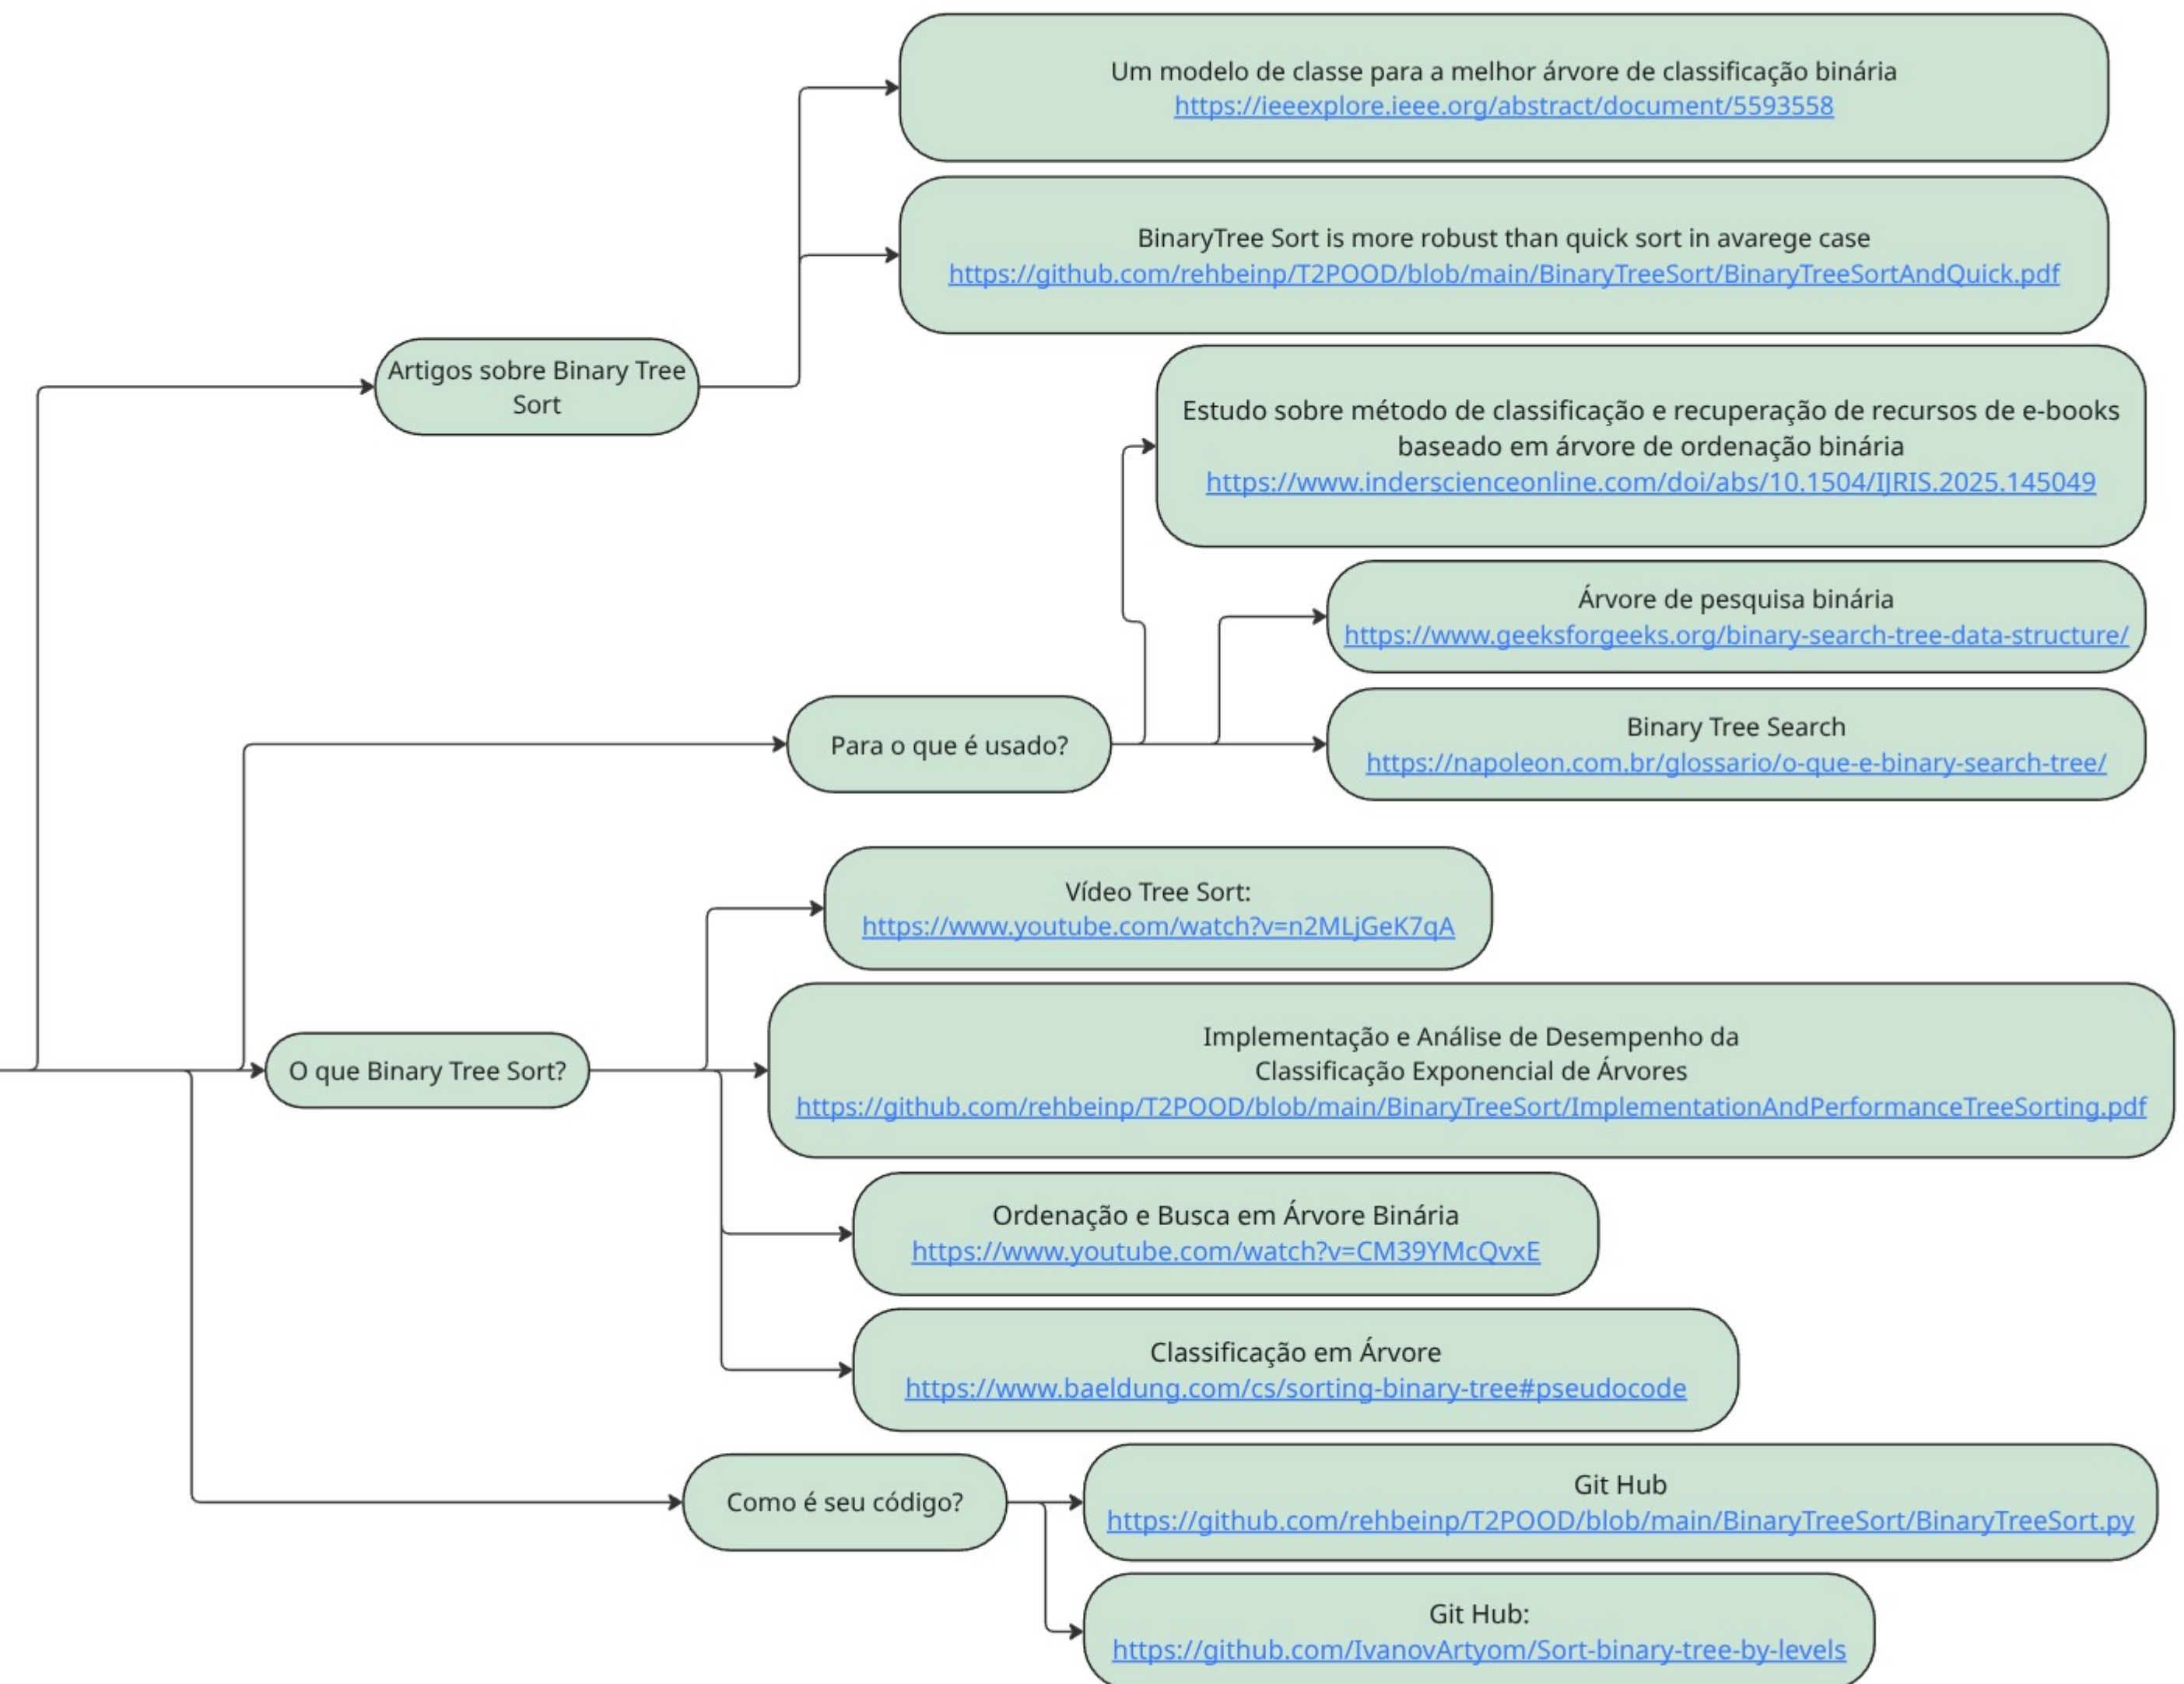 Um modelo de classe para a melhor árvore de classificação binária
https://ieeexplore.ieee.org/abstract/document/5593558
BinaryTree Sort is more robust than quick sort in avarege case
https://github.com/rehbeinp/T2POOD/blob/main/BinaryTreeSort/BinaryTreeSortAndQuick.pdf
Artigos sobre Binary Tree
Sort
Estudo sobre método de classificação e recuperação de recursos de e-books
baseado em árvore de ordenação binária
https://www.inderscienceonline.com/doi/abs/10.1504/IJRIS.2025.145049
Árvore de pesquisa binária
https://www.geeksforgeeks.org/binary-search-tree-data-structure/
Para o que é usado?
Binary Tree Search
https://napoleon.com.br/glossario/o-que-e-binary-search-tree/
Vídeo Tree Sort:
https://www.youtube.com/watch?v=n2MLjGeK7qA
O que Binary Tree Sort?
Implementação e Análise de Desempenho da
Classificação Exponencial de Árvores
https://github.com/rehbeinp/T2POOD/blob/main/BinaryTreeSort/ImplementationAndPerformanceTreeSorting.pdf
Ordenação e Busca em Árvore Binária
https://www.youtube.com/watch?v=CM39YMcQvxE
Classificação em Árvore
https://www.baeldung.com/cs/sorting-binary-tree#pseudocode
Como é seu código?
Git Hub
https://github.com/rehbeinp/T2POOD/blob/main/BinaryTreeSort/BinaryTreeSort.py
Git Hub:
https://github.com/IvanovArtyom/Sort-binary-tree-by-levels